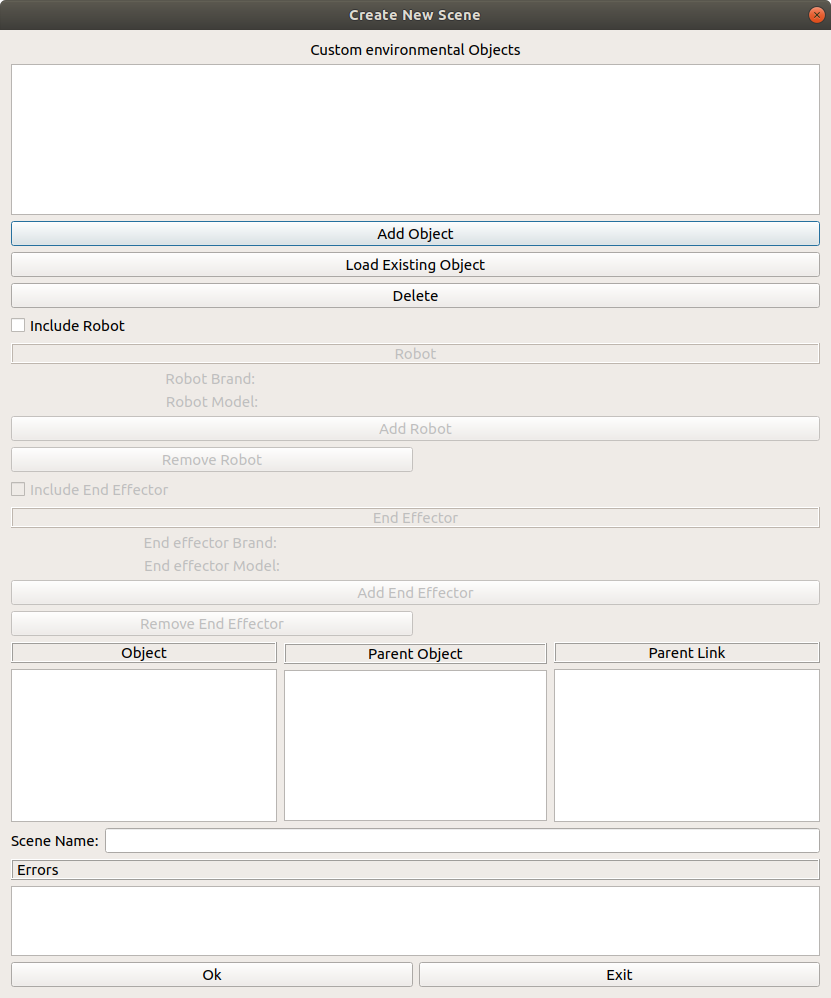 Create New Scene
Custom environmental Objects
Add Object
Load Existing Object
Delete
Include Robot
Robot
Robot Brand:
Robot Model:
Add Robot
Remove Robot
Include End Effector
End Effector
End effector Brand:
End effector Model:
Add End Effector
Remove End Effector
Object Parent Object Parent Link
Scene Name:
Errors
Ok Exit